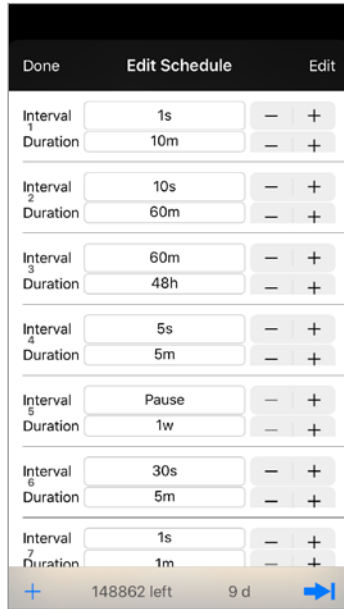 Done Edit Schedule Edit
Interval 1s − +
1
Duration 10m − +
Interval 10s − +
2
Duration 60m − +
Interval 60m − +
3
Duration 48h − +
Interval 5s − +
4
Duration 5m − +
Interval Pause − +
5
Duration 1w − +
Interval 30s − +
6
Duration 5m − +
Interval 1s − +
7
Duration 1m − +
+ 148862 left 9 d